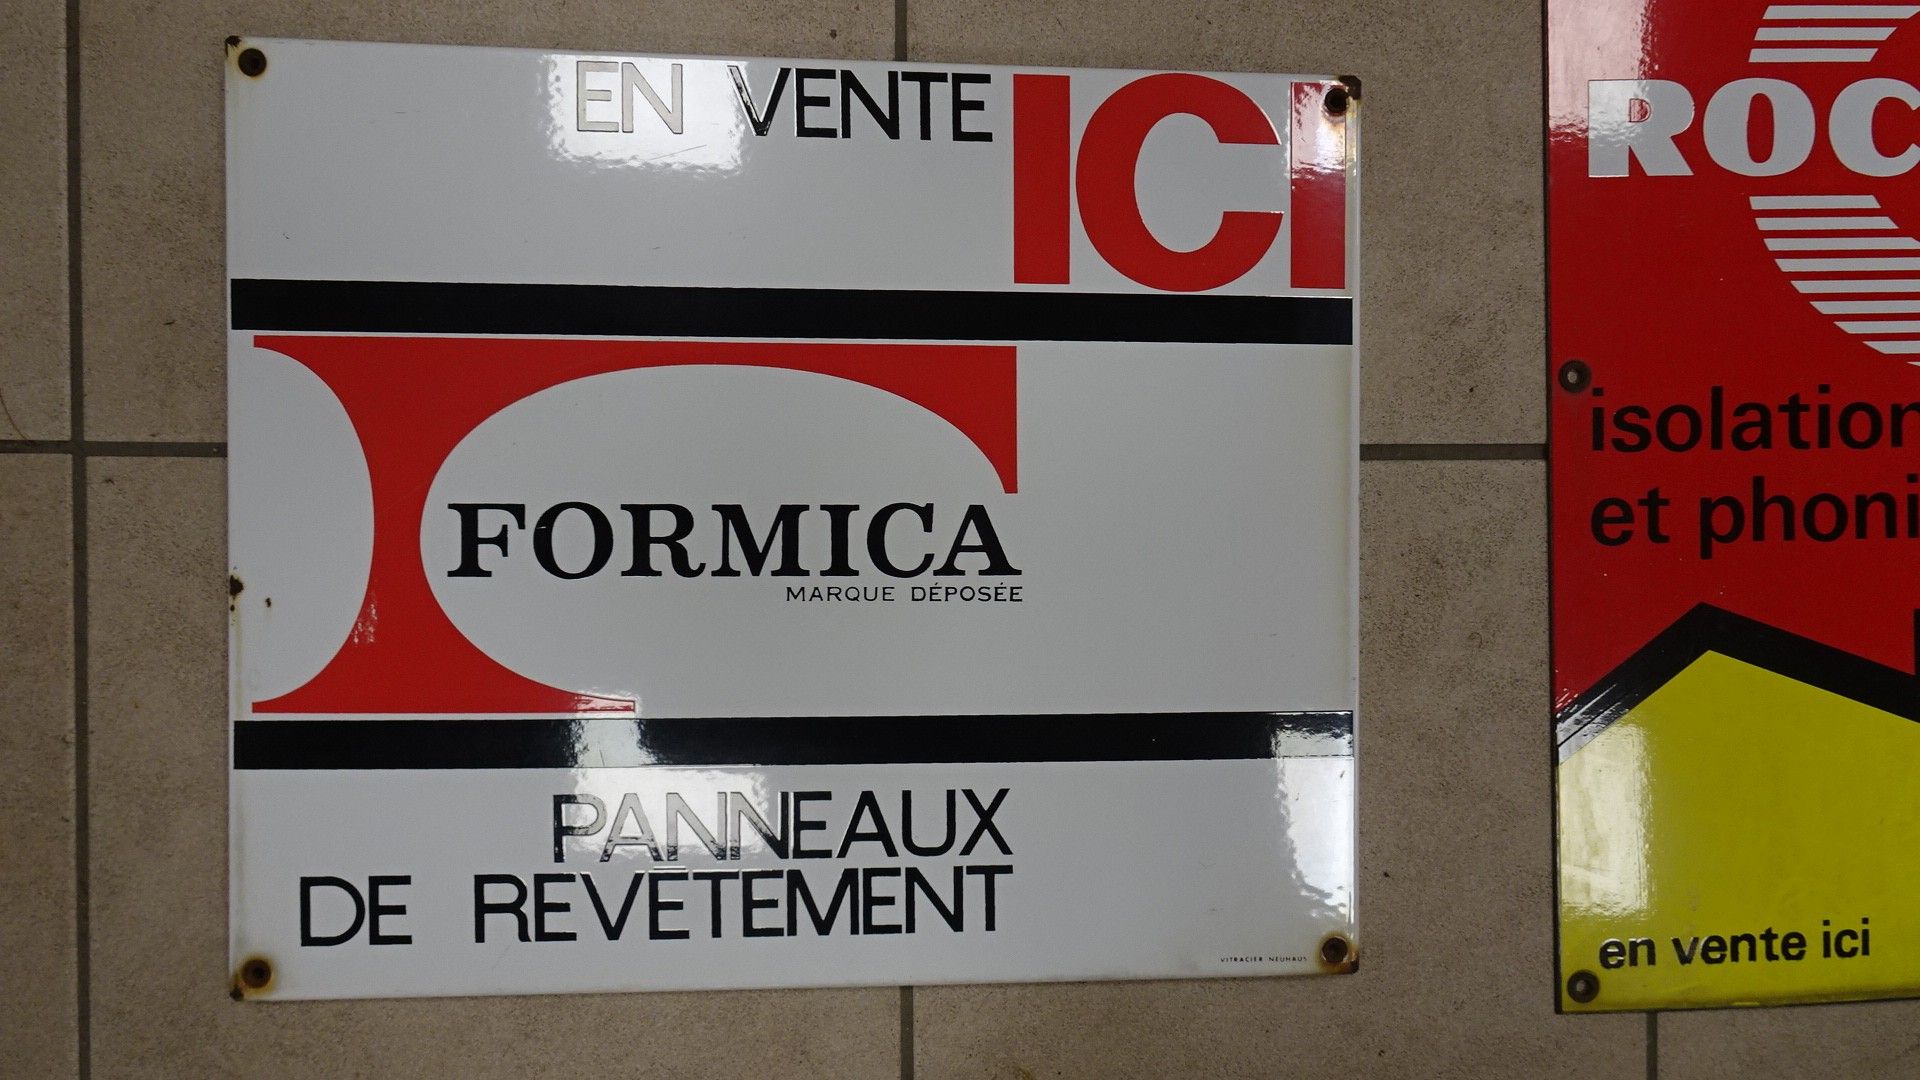 EN VENTE ICI
FORMICA
MARQUE DÉPOSÉE
PANNEAUX
DE REVÊTEMENT
VITRACIER NEUHAUS
ROC
isolation
et phoni
en vente ici